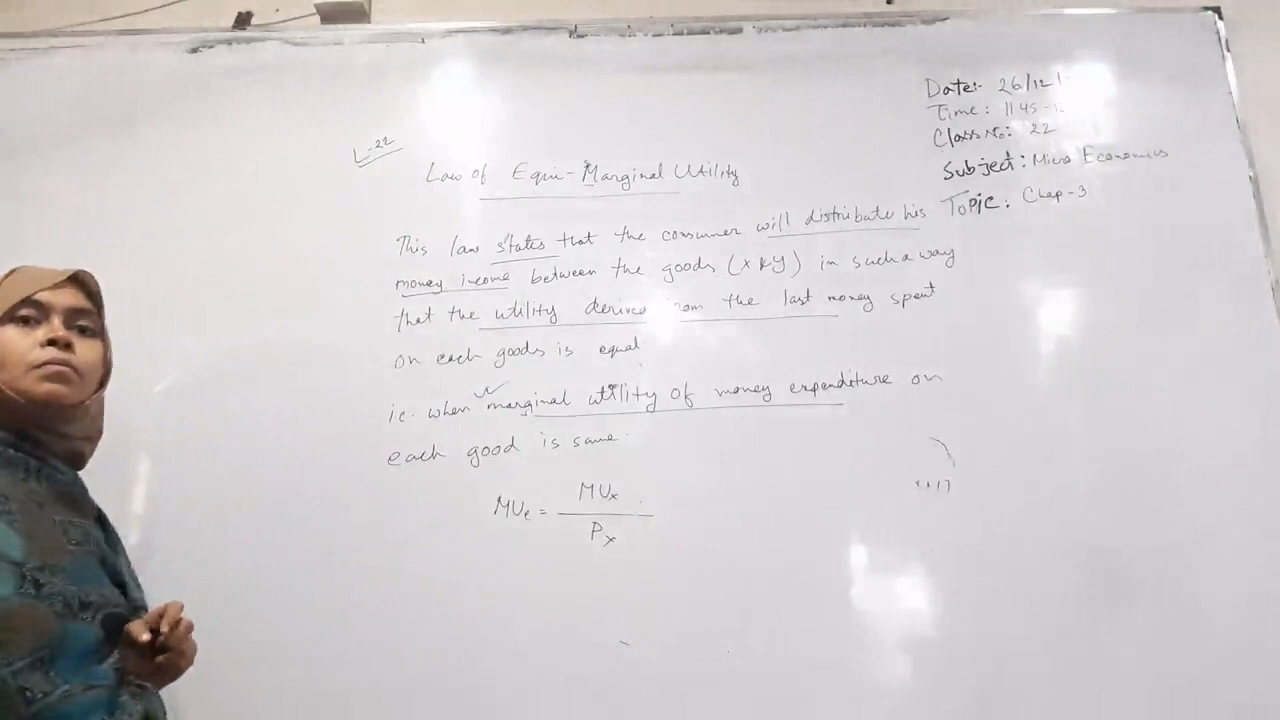 L-22
Law of Equi-Marginal Utility
This law states that the consumer will distribute his
money income between the goods (x & y) in such a way
that the utility derived from the last money spent
on each goods is equal
i.e. when marginal utility of money expenditure on
each good is same.
MUe = MUx
Px
Date:- 26/12
Time: 11 45 -
Class No: 22
Subject: Micro Economics
Topic: Chap-3